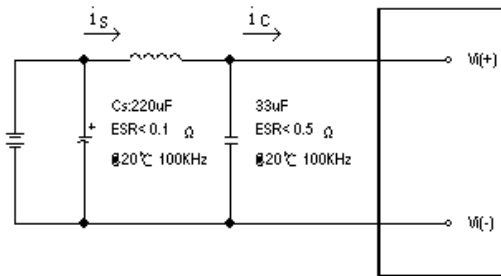 is
ic
Vi(+)
Cs:220uF
ESR<0.1 Ω
@20℃ 100KHz
33uF
ESR<0.5 Ω
@20℃ 100KHz
+
Vi(-)